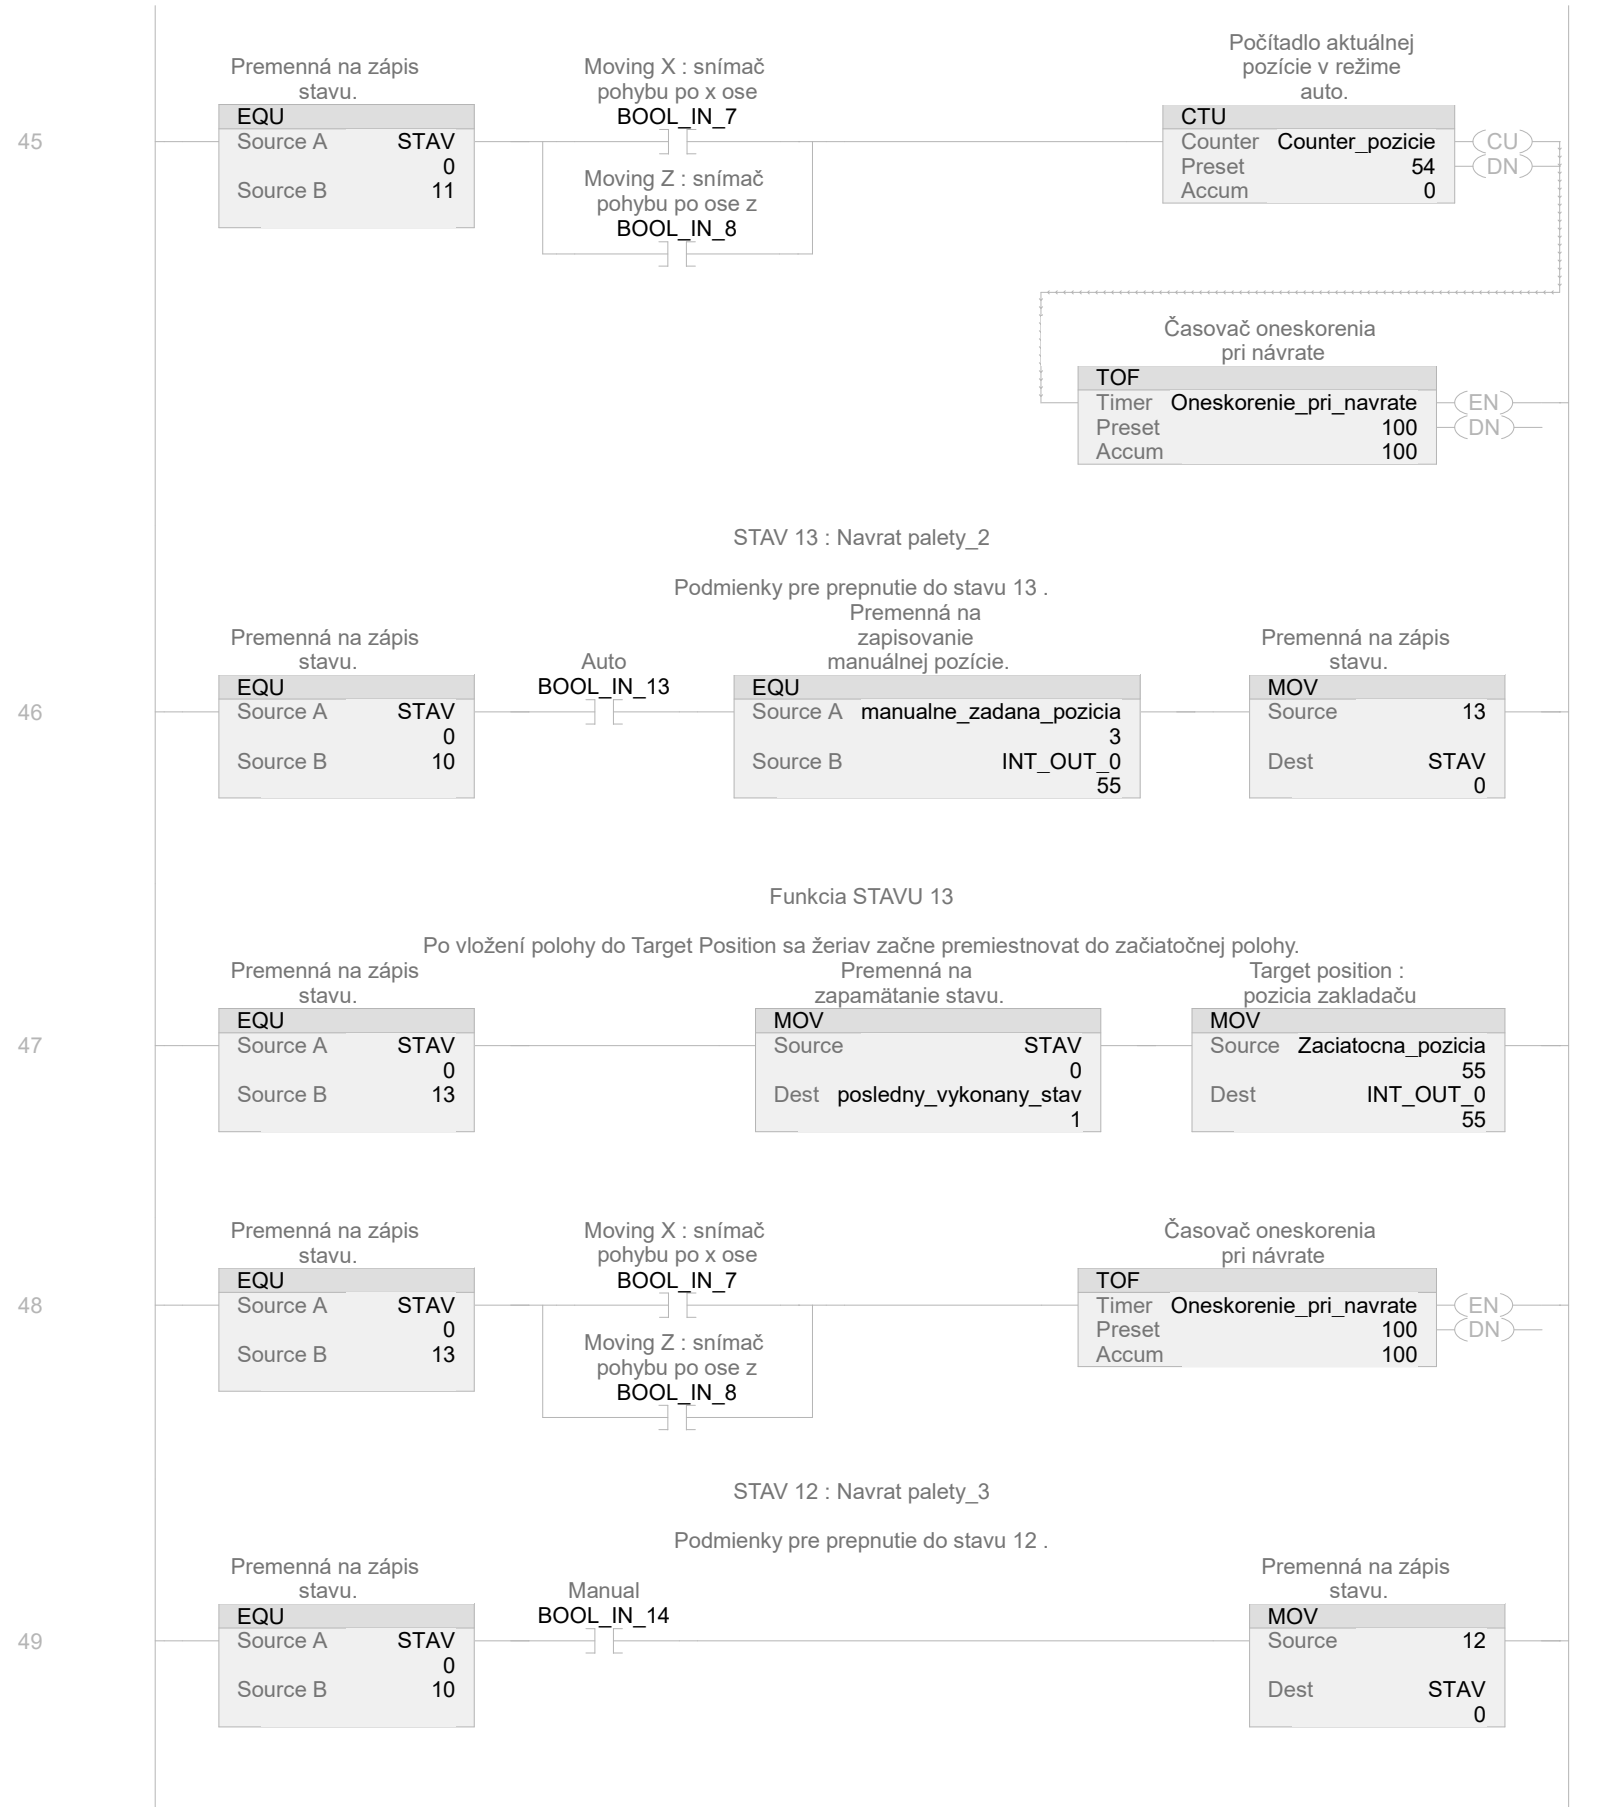 Počítadlo aktuálnej
pozície v režime
auto.
Premenná na zápis
stavu.
Moving X : snímač
pohybu po x ose
BOOL_IN_7
EQU
CTU
45
Source A STAV
0
Source B 11
Counter Counter_pozicie
Preset 54
Accum 0
CU
DN
Moving Z : snímač
pohybu po ose z
BOOL_IN_8
Časovač oneskorenia
pri návrate
TOF
Timer Oneskorenie_pri_navrate
Preset 100
Accum 100
EN
DN
STAV 13 : Navrat palety_2
Podmienky pre prepnutie do stavu 13 .
Premenná na zápis
stavu.
Auto
BOOL_IN_13
Premenná na
zapisovanie
manuálnej pozície.
Premenná na zápis
stavu.
46
EQU
Source A STAV
0
Source B 10
EQU
Source A manualne_zadana_pozicia
3
Source B INT_OUT_0
55
MOV
Source 13
Dest STAV
0
Funkcia STAVU 13
Po vložení polohy do Target Position sa žeriav začne premiestnovat do začiatočnej polohy.
Premenná na zápis
stavu.
Premenná na
zapamätanie stavu.
Target position :
pozicia zakladaču
47
EQU
Source A STAV
0
Source B 13
MOV
Source STAV
0
Dest posledny_vykonany_stav
1
MOV
Source Zaciatocna_pozicia
55
Dest INT_OUT_0
55
Premenná na zápis
stavu.
Moving X : snímač
pohybu po x ose
BOOL_IN_7
Časovač oneskorenia
pri návrate
48
EQU
Source A STAV
0
Source B 13
Moving Z : snímač
pohybu po ose z
BOOL_IN_8
TOF
Timer Oneskorenie_pri_navrate
Preset 100
Accum 100
EN
DN
STAV 12 : Navrat palety_3
Podmienky pre prepnutie do stavu 12 .
Premenná na zápis
stavu.
Manual
BOOL_IN_14
Premenná na zápis
stavu.
49
EQU
Source A STAV
0
Source B 10
MOV
Source 12
Dest STAV
0